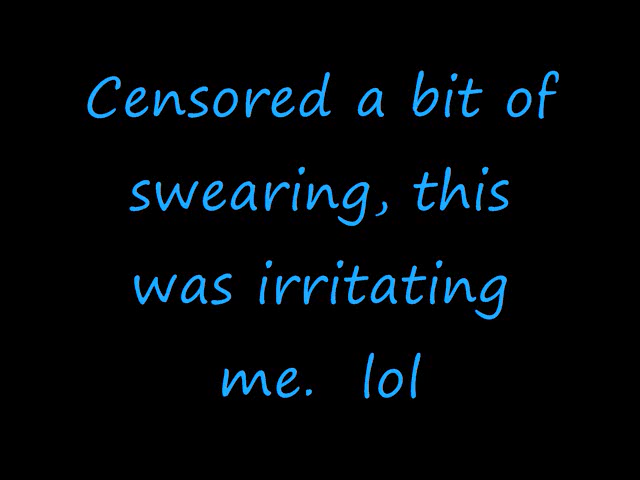 Censored a bit of
swearing, this
was irritating
me.  lol